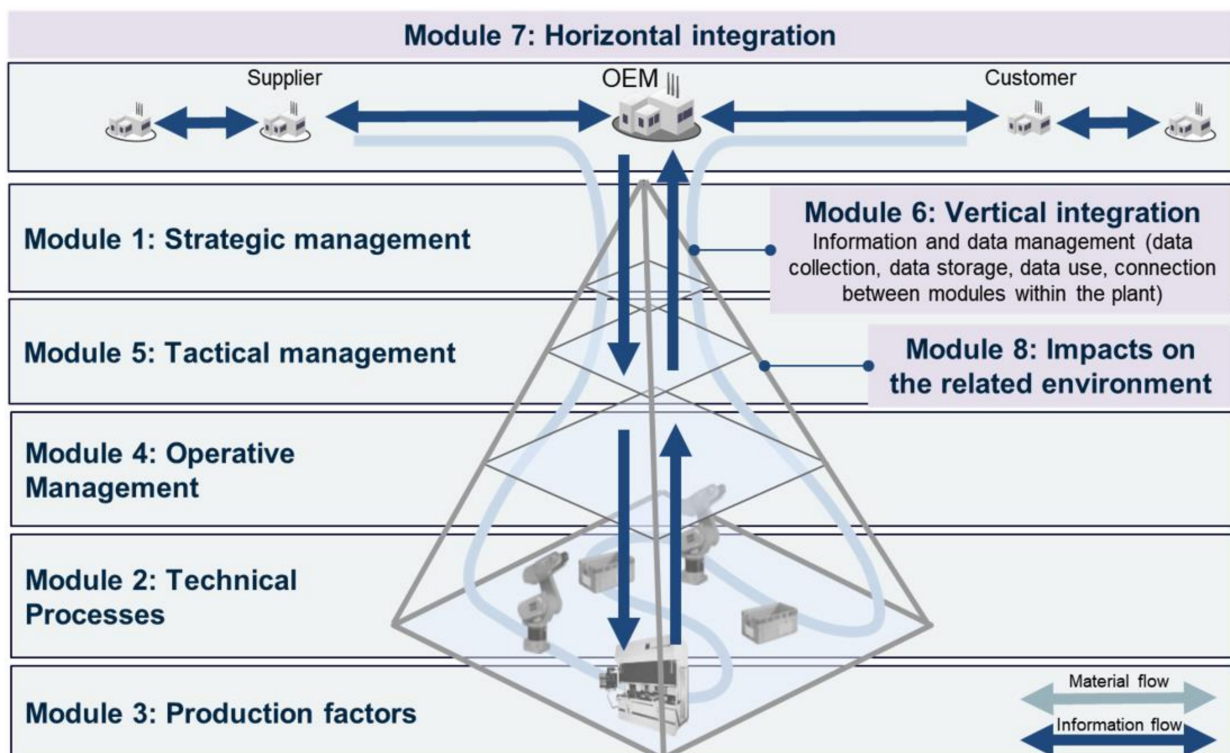 Module 7: Horizontal integration
Supplier
OEM
Customer
Module 1: Strategic management
Module 6: Vertical integration
Information and data management (data
collection, data storage, data use, connection
between modules within the plant)
Module 5: Tactical management
Module 8: Impacts on
the related environment
Module 4: Operative
Management
Module 2: Technical
Processes
Module 3: Production factors
Material flow
Information flow